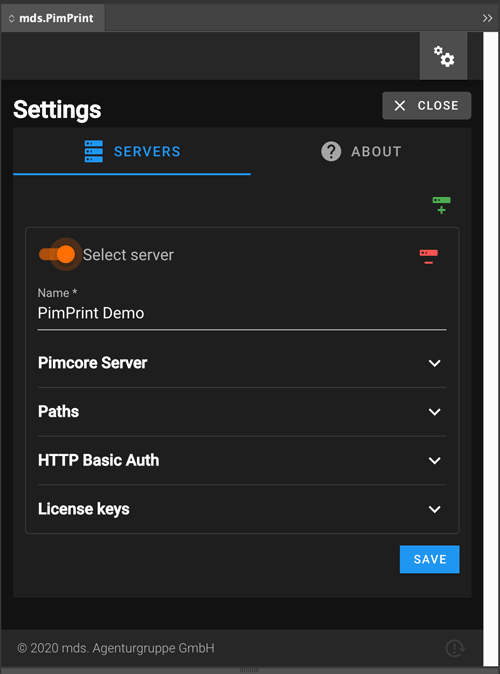 mds.PimPrint
Settings
CLOSE
SERVERS
ABOUT
Select server
Name *
PimPrint Demo
Pimcore Server
Paths
HTTP Basic Auth
License keys
SAVE
© 2020 mds. Agenturgruppe GmbH